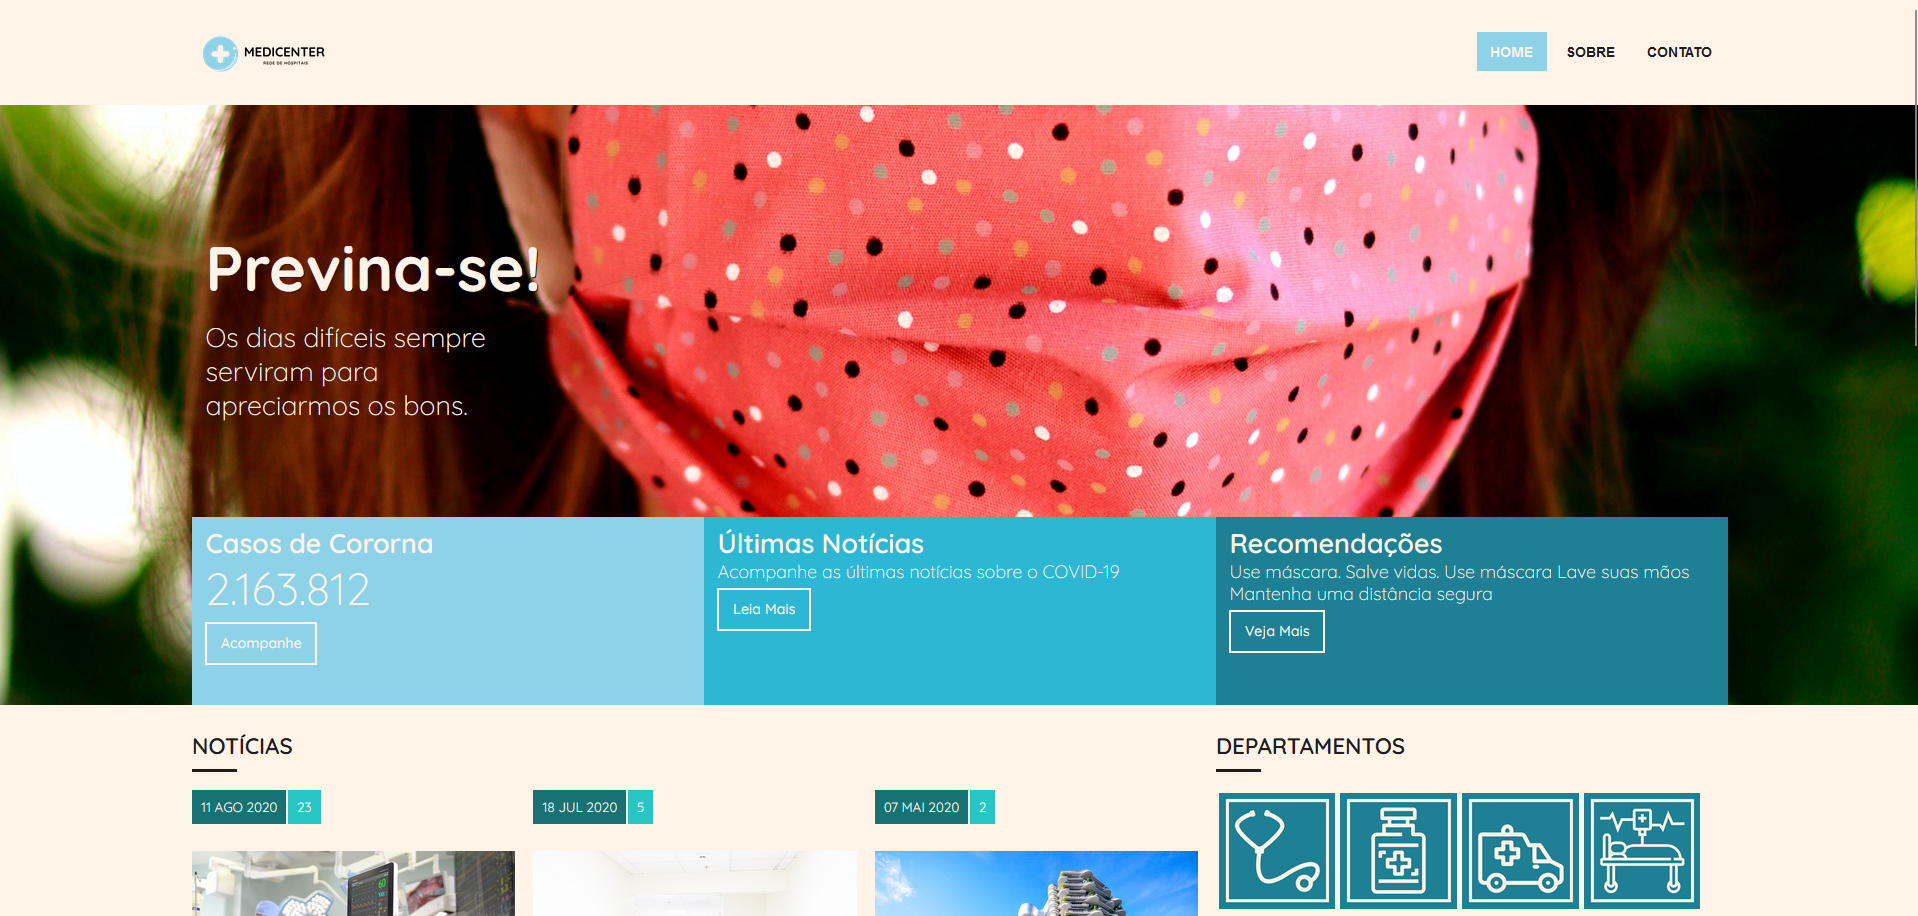 MEDICENTER
REDE DE HOSPITAIS
HOME
SOBRE
CONTATO
Previna-se!
Os dias difíceis sempre
serviram para
apreciarmos os bons.
Casos de Cororna
2.163.812
Acompanhe
Últimas Notícias
Acompanhe as últimas notícias sobre o COVID-19
Leia Mais
Recomendações
Use máscara. Salve vidas. Use máscara Lave suas mãos
Mantenha uma distância segura
Veja Mais
NOTÍCIAS
11 AGO 2020
23
18 JUL 2020
5
07 MAI 2020
2
60
DEPARTAMENTOS